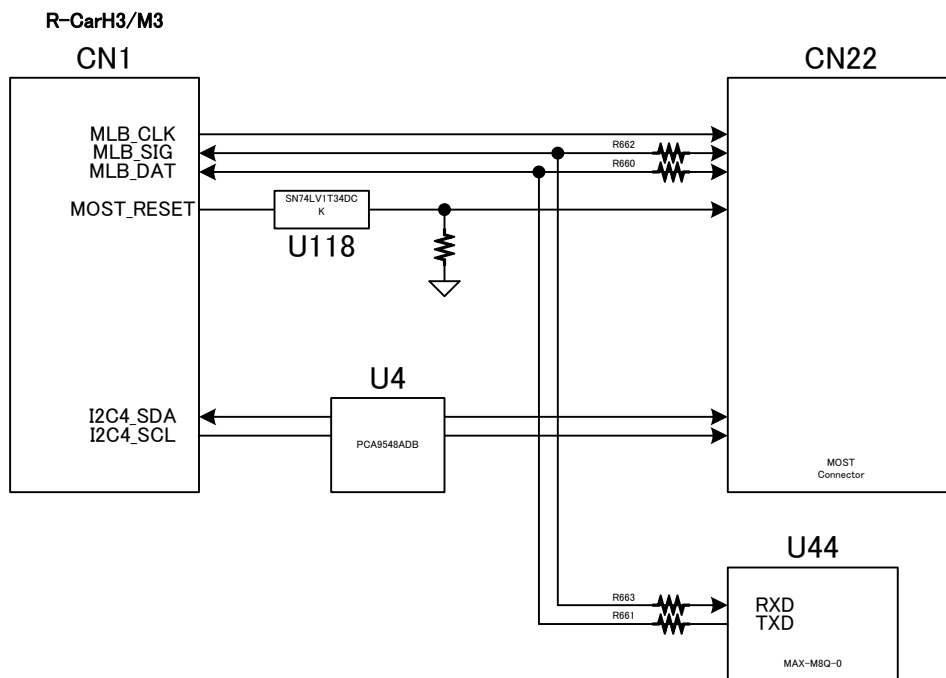 R-CarH3/M3
CN1
CN22
MLB_CLK
MLB_SIG
R662
MLB_DAT
R660
MOST_RESET
SN74LV1T34DC
K
U118
U4
I2C4_SDA
I2C4_SCL
PCA9548ADB
MOST
Connector
U44
R663
RXD
R661
TXD
MAX-M8Q-0